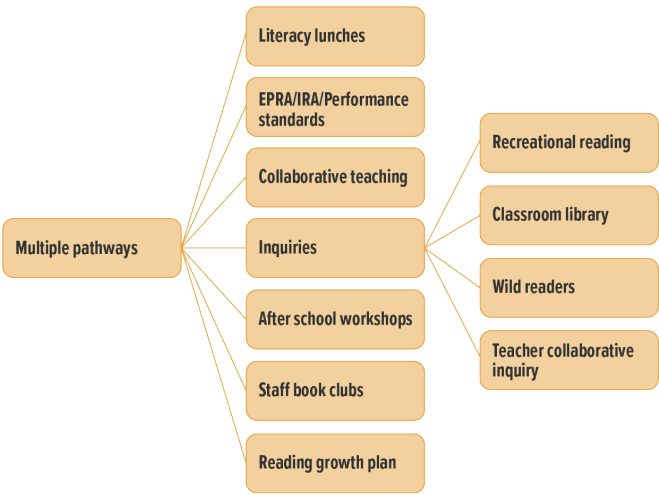 Multiple pathways
Literacy lunches
EPRA/IRA/Performance
standards
Collaborative teaching
Inquiries
After school workshops
Staff book clubs
Reading growth plan
Recreational reading
Classroom library
Wild readers
Teacher collaborative
inquiry